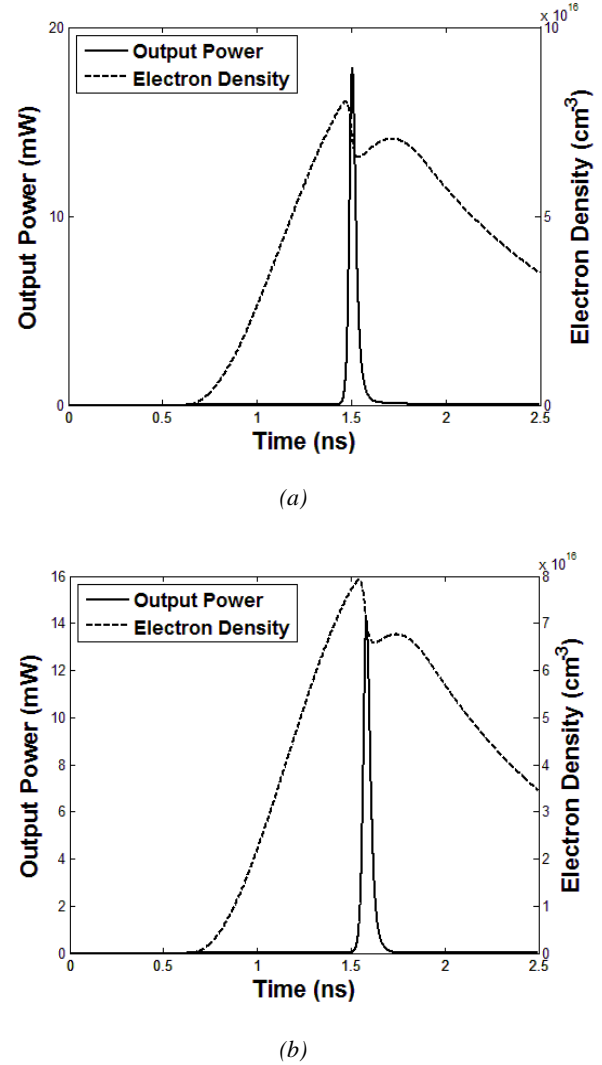 x 10^16
20
10
0
Output Power (mW)
Output Power
Electron Density
10
5
0
Electron Density (cm^-3)
0 0.5 1 1.5 2 2.5
Time (ns)
(a)
x 10^16
16
14
12
10
8
6
4
2
0
Output Power (mW)
Output Power
Electron Density
8
7
6
5
4
3
2
1
0
Electron Density (cm^-3)
0 0.5 1 1.5 2 2.5
Time (ns)
(b)